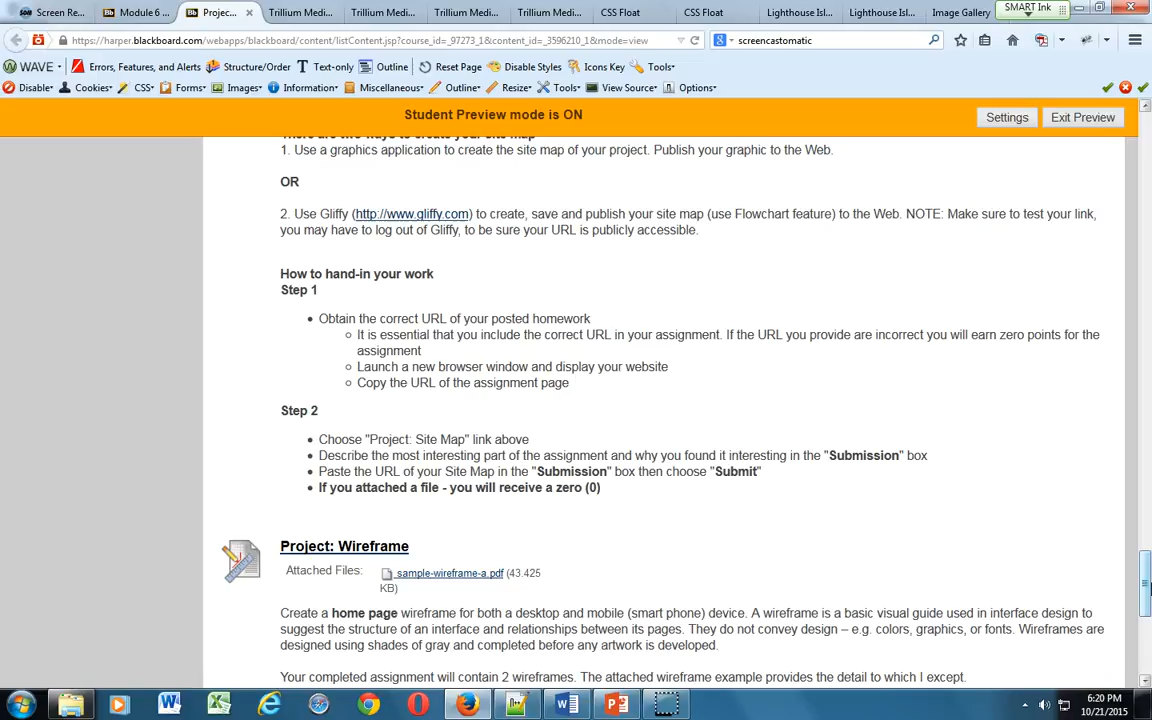 Screen Re...
Module 6 ...
Projec...
Trillium Medi...
Trillium Medi...
Trillium Medi...
Trillium Medi...
CSS Float
CSS Float
Lighthouse Isl...
Lighthouse Isl...
Image Gallery
SMART Ink
https://harper.blackboard.com/webapps/blackboard/content/listContent.jsp?course_id=_97273_1&content_id=_3596210_1&mode=view
screencastomatic
WAVE Errors, Features, and Alerts Structure/Order Text-only Outline Reset Page Disable Styles Icons Key Tools
Disable Cookies CSS Forms Images Information Miscellaneous Outline Resize Tools View Source Options
Student Preview mode is ON
Settings
Exit Preview
There are two ways to create your site map
1. Use a graphics application to create the site map of your project. Publish your graphic to the Web.
OR
2. Use Gliffy (http://www.gliffy.com) to create, save and publish your site map (use Flowchart feature) to the Web. NOTE: Make sure to test your link,
you may have to log out of Gliffy, to be sure your URL is publicly accessible.
How to hand-in your work
Step 1
Obtain the correct URL of your posted homework
It is essential that you include the correct URL in your assignment. If the URL you provide are incorrect you will earn zero points for the
assignment
Launch a new browser window and display your website
Copy the URL of the assignment page
Step 2
Choose "Project: Site Map" link above
Describe the most interesting part of the assignment and why you found it interesting in the "Submission" box
Paste the URL of your Site Map in the "Submission" box then choose "Submit"
If you attached a file - you will receive a zero (0)
Project: Wireframe
Attached Files: sample-wireframe-a.pdf (43.425
KB)
Create a home page wireframe for both a desktop and mobile (smart phone) device. A wireframe is a basic visual guide used in interface design to
suggest the structure of an interface and relationships between its pages. They do not convey design – e.g. colors, graphics, or fonts. Wireframes are
designed using shades of gray and completed before any artwork is developed.
Your completed assignment will contain 2 wireframes. The attached wireframe example provides the detail to which I except.
6:20 PM
10/21/2015